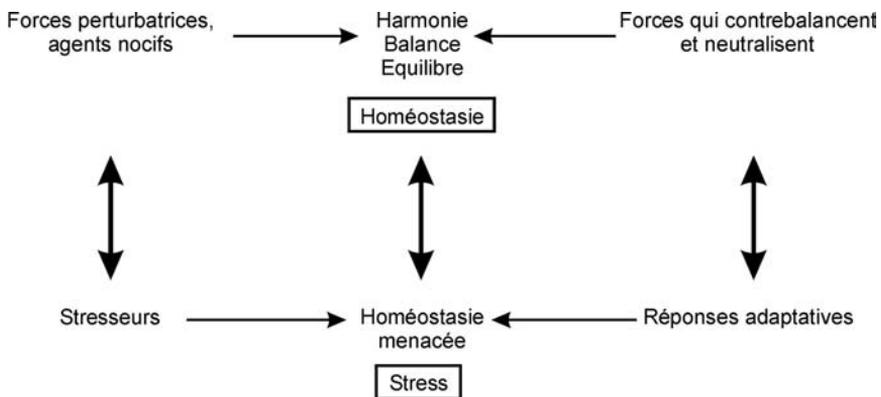 Forces perturbatrices,
agents nocifs
Harmonie
Balance
Equilibre
Forces qui contrebalancent
et neutralisent
Homéostasie
Stresseurs
Homéostasie
menacée
Réponses adaptatives
Stress